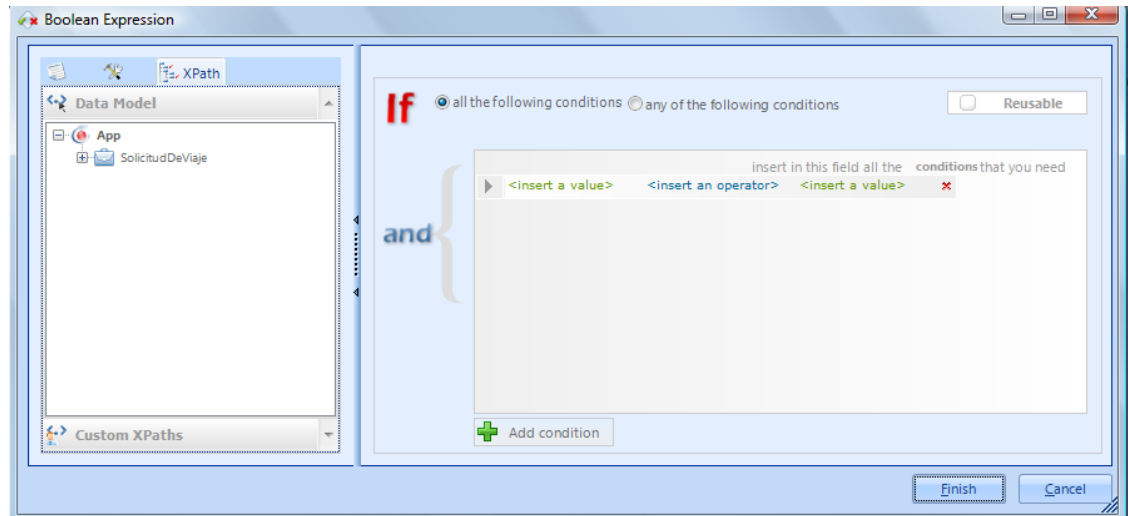 Boolean Expression
XPath
Data Model
App
SolicitudDeViaje
Custom XPaths
If all the following conditions any of the following conditions Reusable
insert in this field all the conditions that you need
<insert a value> <insert an operator> <insert a value>
and
Add condition
Finish Cancel